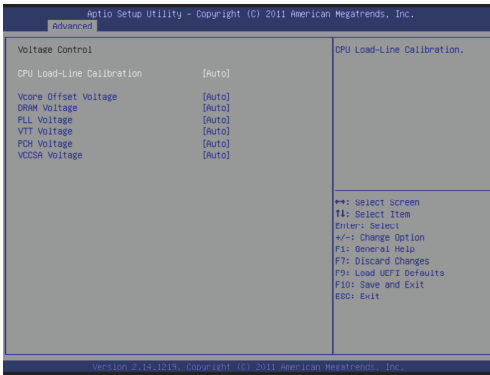 Aptio Setup Utility - Copyright (C) 2011 American Megatrends, Inc.
Advanced
Voltage Control
CPU Load-Line Calibration [Auto]
Vcore Offset Voltage [Auto]
DRAM Voltage [Auto]
PLL Voltage [Auto]
VTT Voltage [Auto]
PCH Voltage [Auto]
VCCSA Voltage [Auto]
CPU Load-Line Calibration.
↔: Select Screen
↑↓: Select Item
Enter: Select
+/-: Change Option
F1: General Help
F7: Discard Changes
F9: Load UEFI Defaults
F10: Save and Exit
ESC: Exit
Version 2.14.1219. Copyright (C) 2011 American Megatrends, Inc.